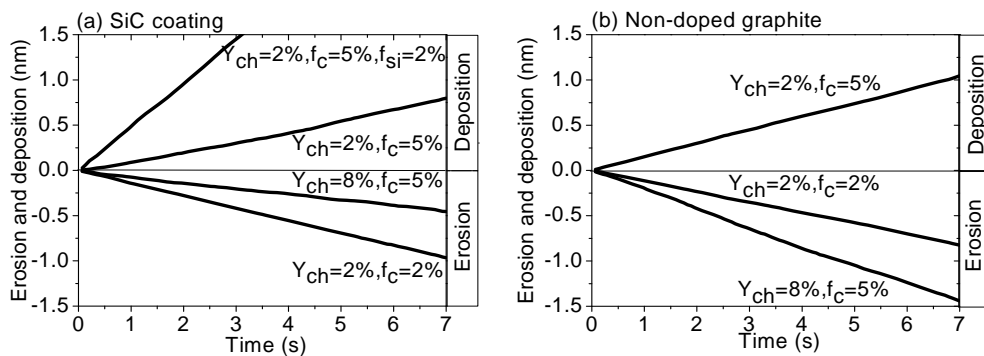 (a) SiC coating
Erosion and deposition (nm)
1.5
1.0
0.5
0.0
-0.5
-1.0
-1.5
Y_ch=2%,f_c=5%,f_si=2%
Y_ch=2%,f_c=5%
Y_ch=8%,f_c=5%
Y_ch=2%,f_c=2%
Deposition
Erosion
0 1 2 3 4 5 6 7
Time (s)
(b) Non-doped graphite
Erosion and deposition (nm)
1.5
1.0
0.5
0.0
-0.5
-1.0
-1.5
Y_ch=2%,f_c=5%
Y_ch=2%,f_c=2%
Y_ch=8%,f_c=5%
Deposition
Erosion
0 1 2 3 4 5 6 7
Time (s)